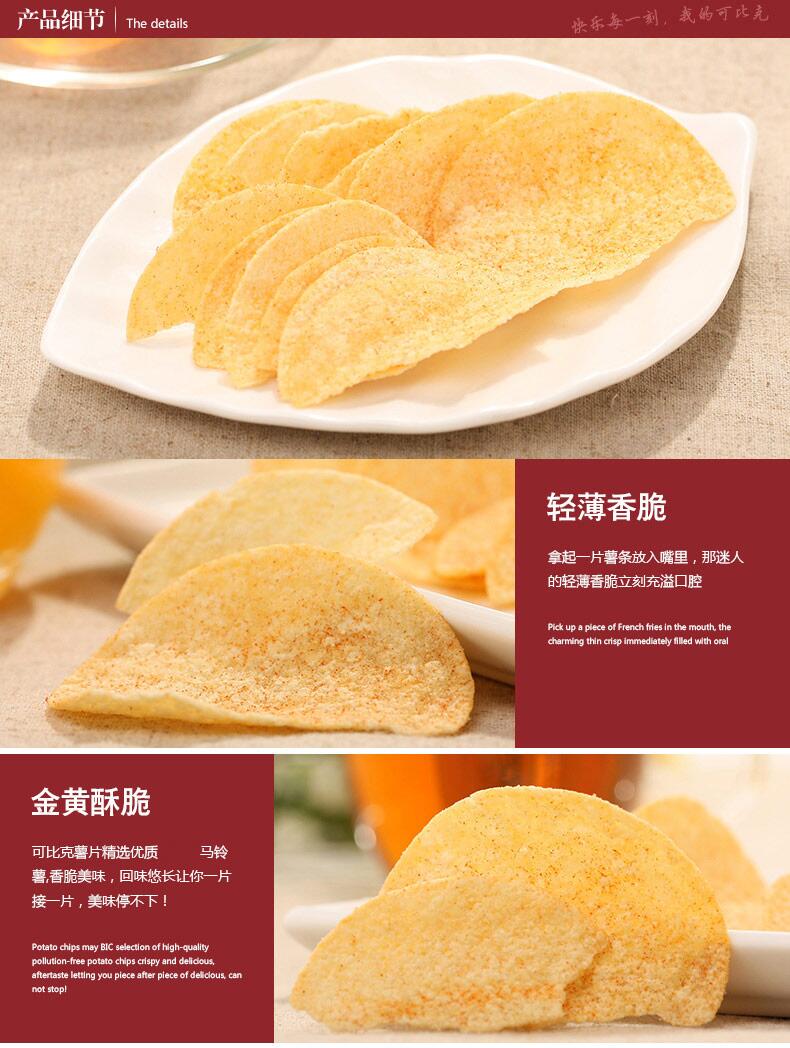 产品细节 The details
快乐每一刻，我的可比克
轻薄香脆
拿起一片薯条放入嘴里，那迷人
的轻薄香脆立刻充溢口腔
Pick up a piece of French fries in the mouth, the
charming thin crisp immediately filled with oral
金黄酥脆
可比克薯片精选优质 马铃
薯,香脆美味，回味悠长让你一片
接一片，美味停不下！
Potato chips may BIC selection of high-quality
pollution-free potato chips crispy and delicious,
aftertaste letting you piece after piece of delicious, can
not stop!